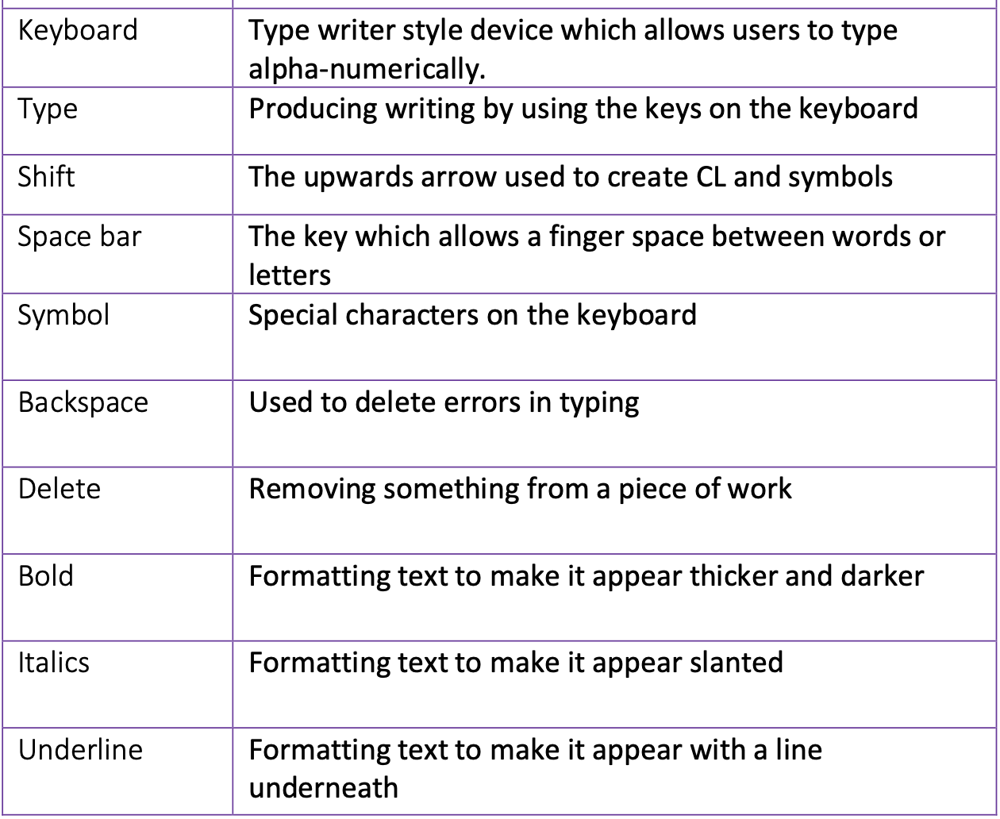 Keyboard
Type writer style device which allows users to type
alpha-numerically.
Type
Producing writing by using the keys on the keyboard
Shift
The upwards arrow used to create CL and symbols
Space bar
The key which allows a finger space between words or
letters
Symbol
Special characters on the keyboard
Backspace
Used to delete errors in typing
Delete
Removing something from a piece of work
Bold
Formatting text to make it appear thicker and darker
Italics
Formatting text to make it appear slanted
Underline
Formatting text to make it appear with a line
underneath